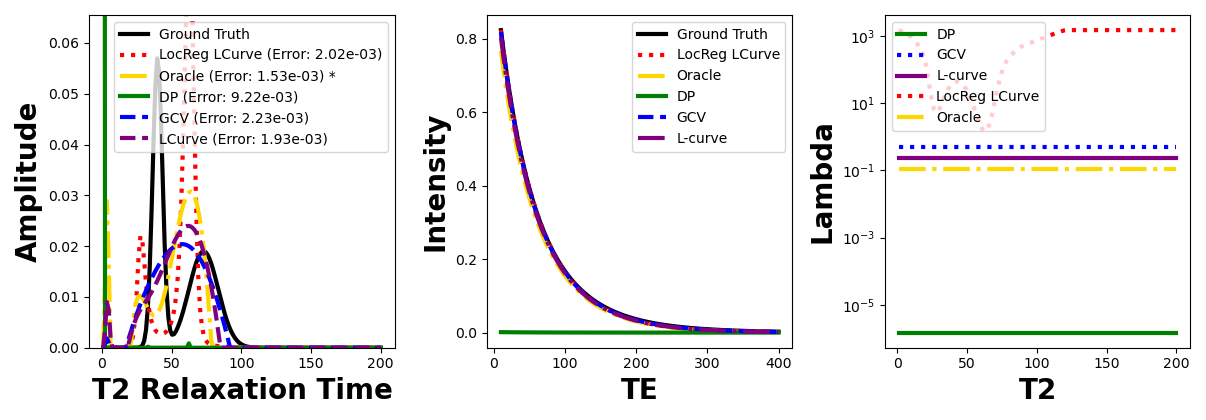 Amplitude
0.06
0.05
0.04
0.03
0.02
0.01
0.00
Ground Truth
LocReg LCurve (Error: 2.02e-03)
Oracle (Error: 1.53e-03) *
DP (Error: 9.22e-03)
GCV (Error: 2.23e-03)
LCurve (Error: 1.93e-03)
0 50 100 150 200
T2 Relaxation Time
Intensity
0.8
0.6
0.4
0.2
0.0
Ground Truth
LocReg LCurve
Oracle
DP
GCV
L-curve
0 100 200 300 400
TE
Lambda
10³
10¹
10⁻¹
10⁻³
10⁻⁵
DP
GCV
L-curve
LocReg LCurve
Oracle
0 50 100 150 200
T2